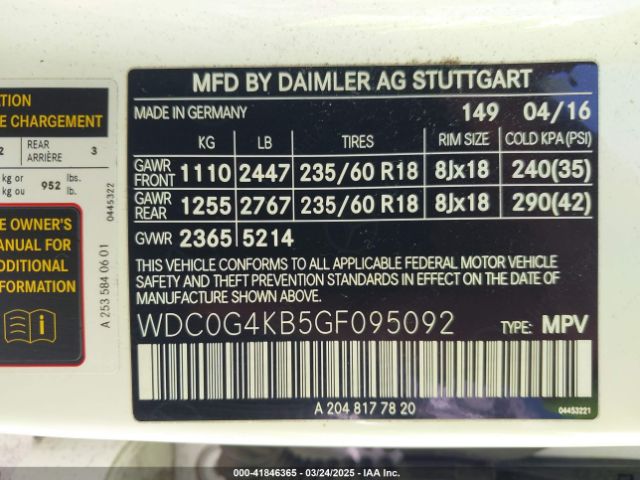 ATION
E CHARGEMENT
2 REAR ARRIÈRE 3
kg or kg ou 952 lbs. lb.
0445322
E OWNER'S
ANUAL FOR
ADDITIONAL
FORMATION
A 253 584 06 01
MFD BY DAIMLER AG STUTTGART
MADE IN GERMANY 149 04/16
KG LB TIRES RIM SIZE COLD KPA (PSI)
GAWR FRONT 1110 2447 235/60 R18 8Jx18 240(35)
GAWR REAR 1255 2767 235/60 R18 8Jx18 290(42)
GVWR 2365 5214
THIS VEHICLE CONFORMS TO ALL APPLICABLE FEDERAL MOTOR VEHICLE
SAFETY AND THEFT PREVENTION STANDARDS IN EFFECT ON THE DATE OF
MANUFACTURE SHOWN ABOVE.
WDC0G4KB5GF095092 TYPE: MPV
A 204 817 78 20
04453221
000-41846365 - 03/24/2025 - IAA Inc.